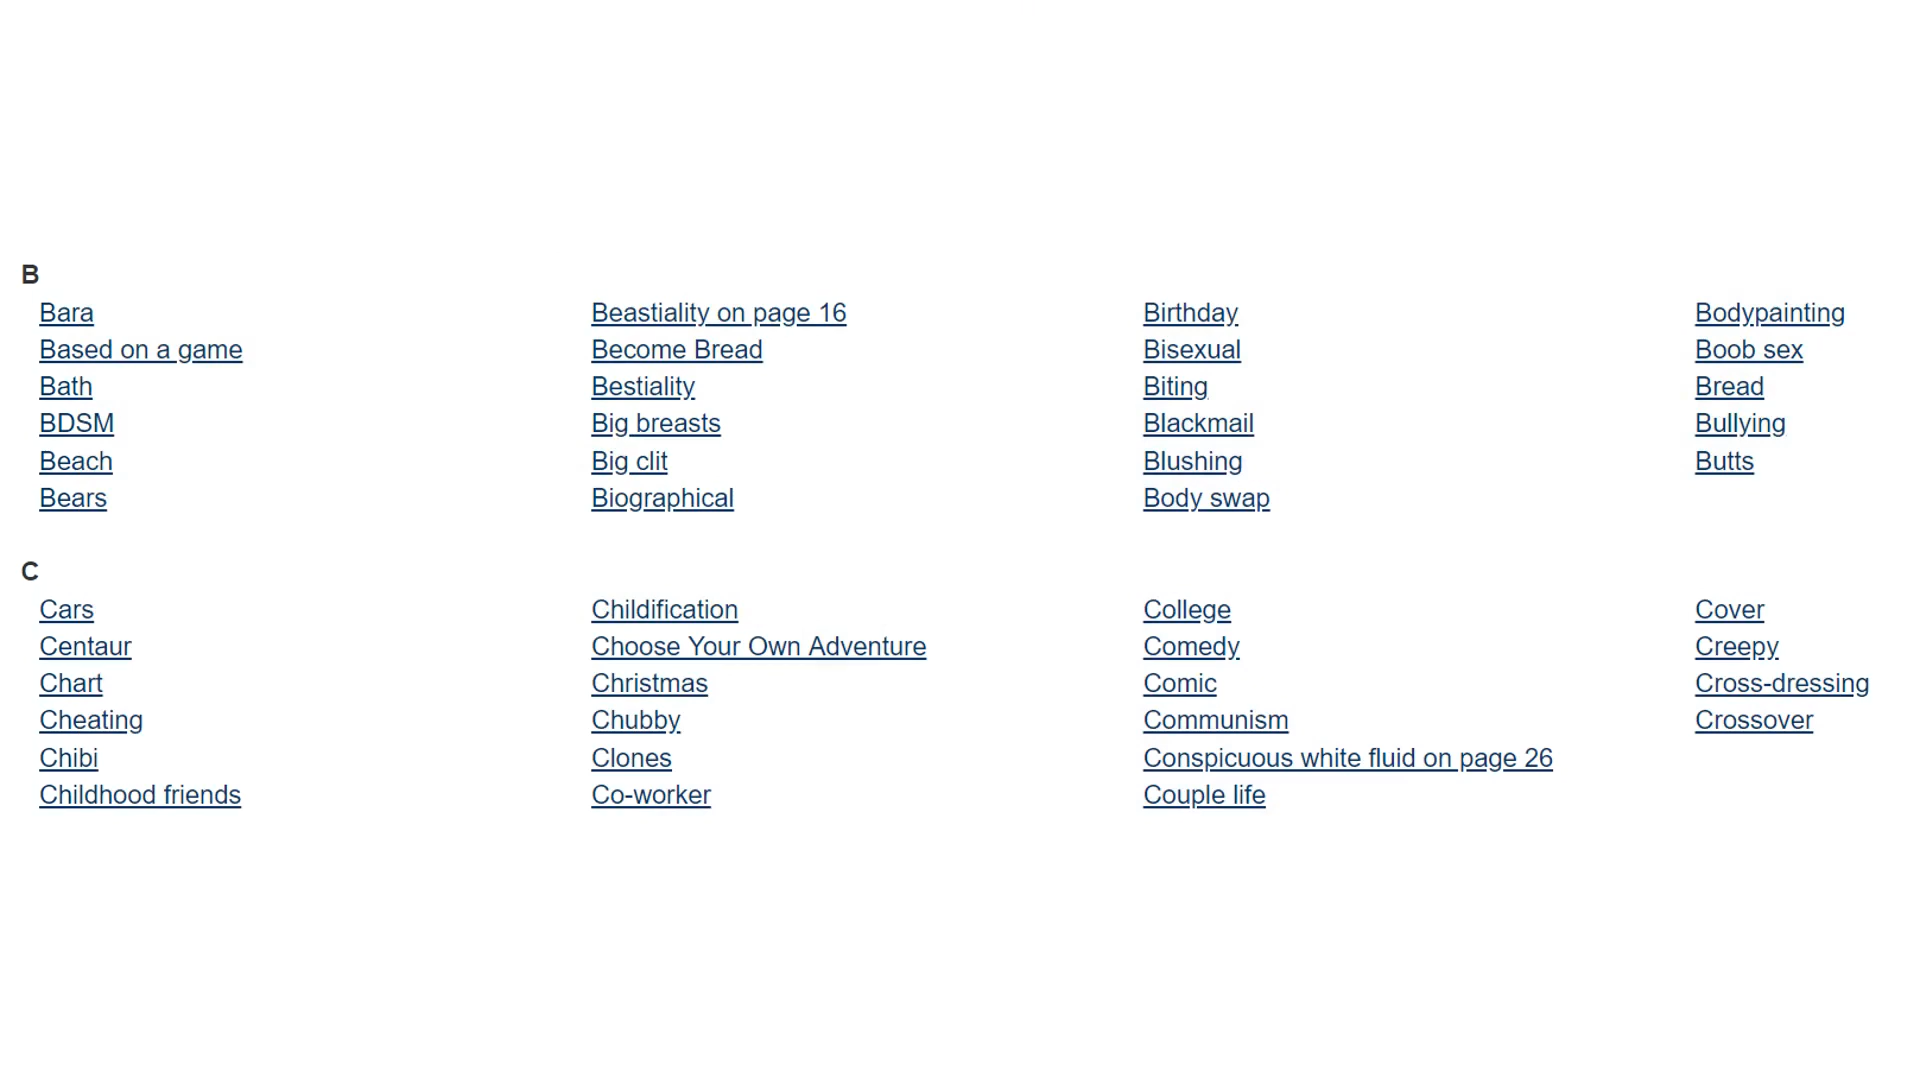 B
Bara
Based on a game
Bath
BDSM
Beach
Bears
Beastiality on page 16
Become Bread
Bestiality
Big breasts
Big clit
Biographical
Birthday
Bisexual
Biting
Blackmail
Blushing
Body swap
Bodypainting
Boob sex
Bread
Bullying
Butts
C
Cars
Centaur
Chart
Cheating
Chibi
Childhood friends
Childification
Choose Your Own Adventure
Christmas
Chubby
Clones
Co-worker
College
Comedy
Comic
Communism
Conspicuous white fluid on page 26
Couple life
Cover
Creepy
Cross-dressing
Crossover